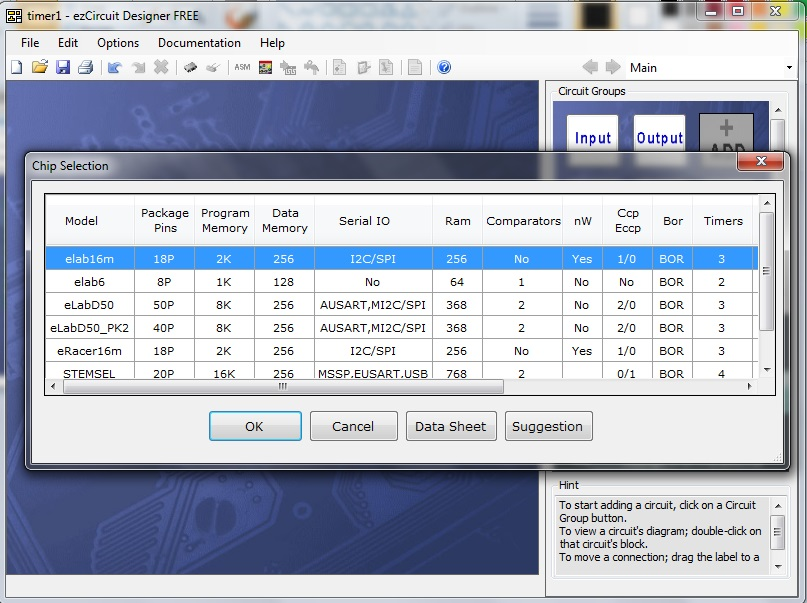 timer1 - ezCircuit Designer FREE
File Edit Options Documentation Help
ASM
Main
Circuit Groups
Input Output + ADD
Chip Selection
Model Package Pins Program Memory Data Memory Serial IO Ram Comparators nW Ccp Eccp Bor Timers
elab16m 18P 2K 256 I2C/SPI 256 No Yes 1/0 BOR 3
elab6 8P 1K 128 No 64 1 No No BOR 2
eLabD50 50P 8K 256 AUSART,MI2C/SPI 368 2 No 2/0 BOR 3
eLabD50_PK2 40P 8K 256 AUSART,MI2C/SPI 368 2 No 2/0 BOR 3
eRacer16m 18P 2K 256 I2C/SPI 256 No Yes 1/0 BOR 3
STEMSEL 20P 16K 256 MSSP,EUSART,USB 768 2 0/1 BOR 4
OK Cancel Data Sheet Suggestion
Hint
To start adding a circuit, click on a Circuit
Group button.
To view a circuit's diagram; double-click on
that circuit's block.
To move a connection; drag the label to a